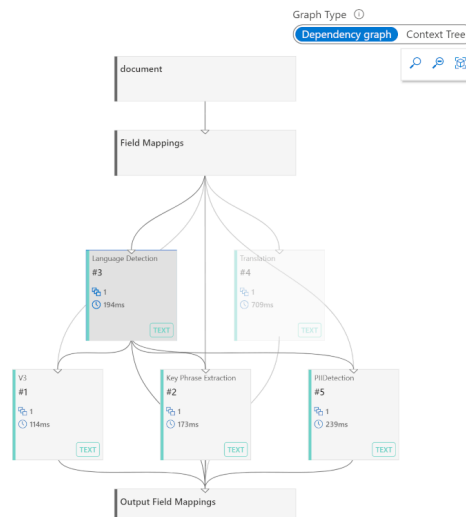 Graph Type
Dependency graph Context Tree
document
Field Mappings
Language Detection
#3
1
194ms
TEXT
Translation
#4
1
709ms
TEXT
V3
#1
1
114ms
TEXT
Key Phrase Extraction
#2
1
173ms
TEXT
PIIDetection
#5
1
239ms
TEXT
Output Field Mappings